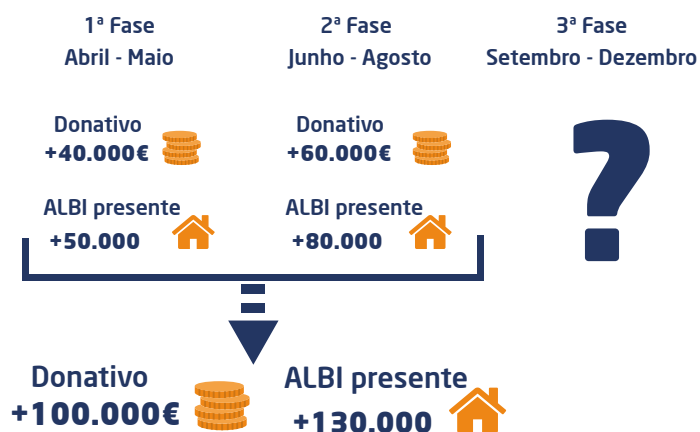 1ª Fase
Abril - Maio
2ª Fase
Junho - Agosto
3ª Fase
Setembro - Dezembro
Donativo
+40.000€
Donativo
+60.000€
?
ALBI presente
+50.000
ALBI presente
+80.000
Donativo
+100.000€
ALBI presente
+130.000